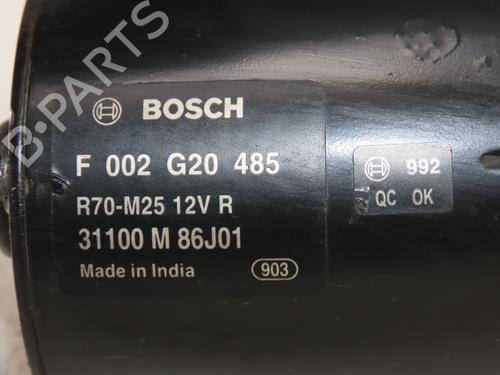 B-PARTS
BOSCH
F 002 G20 485
R70-M25 12V R
31100 M 86J01
Made in India
903
992
QC OK